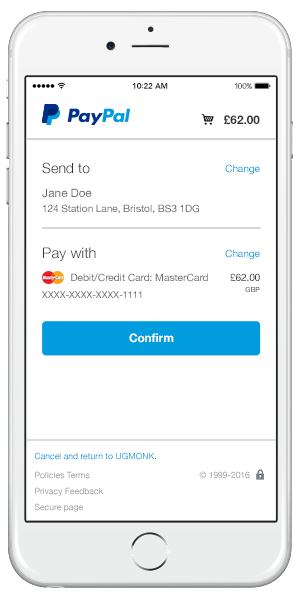 10:22 AM 100%
PayPal £62.00
Send to Change
Jane Doe
124 Station Lane, Bristol, BS3 1DG
Pay with Change
MasterCard Debit/Credit Card: MasterCard £62.00
GBP
XXXX-XXXX-XXXX-1111
Confirm
Cancel and return to UGMONK.
Policies Terms © 1999-2016
Privacy Feedback
Secure page